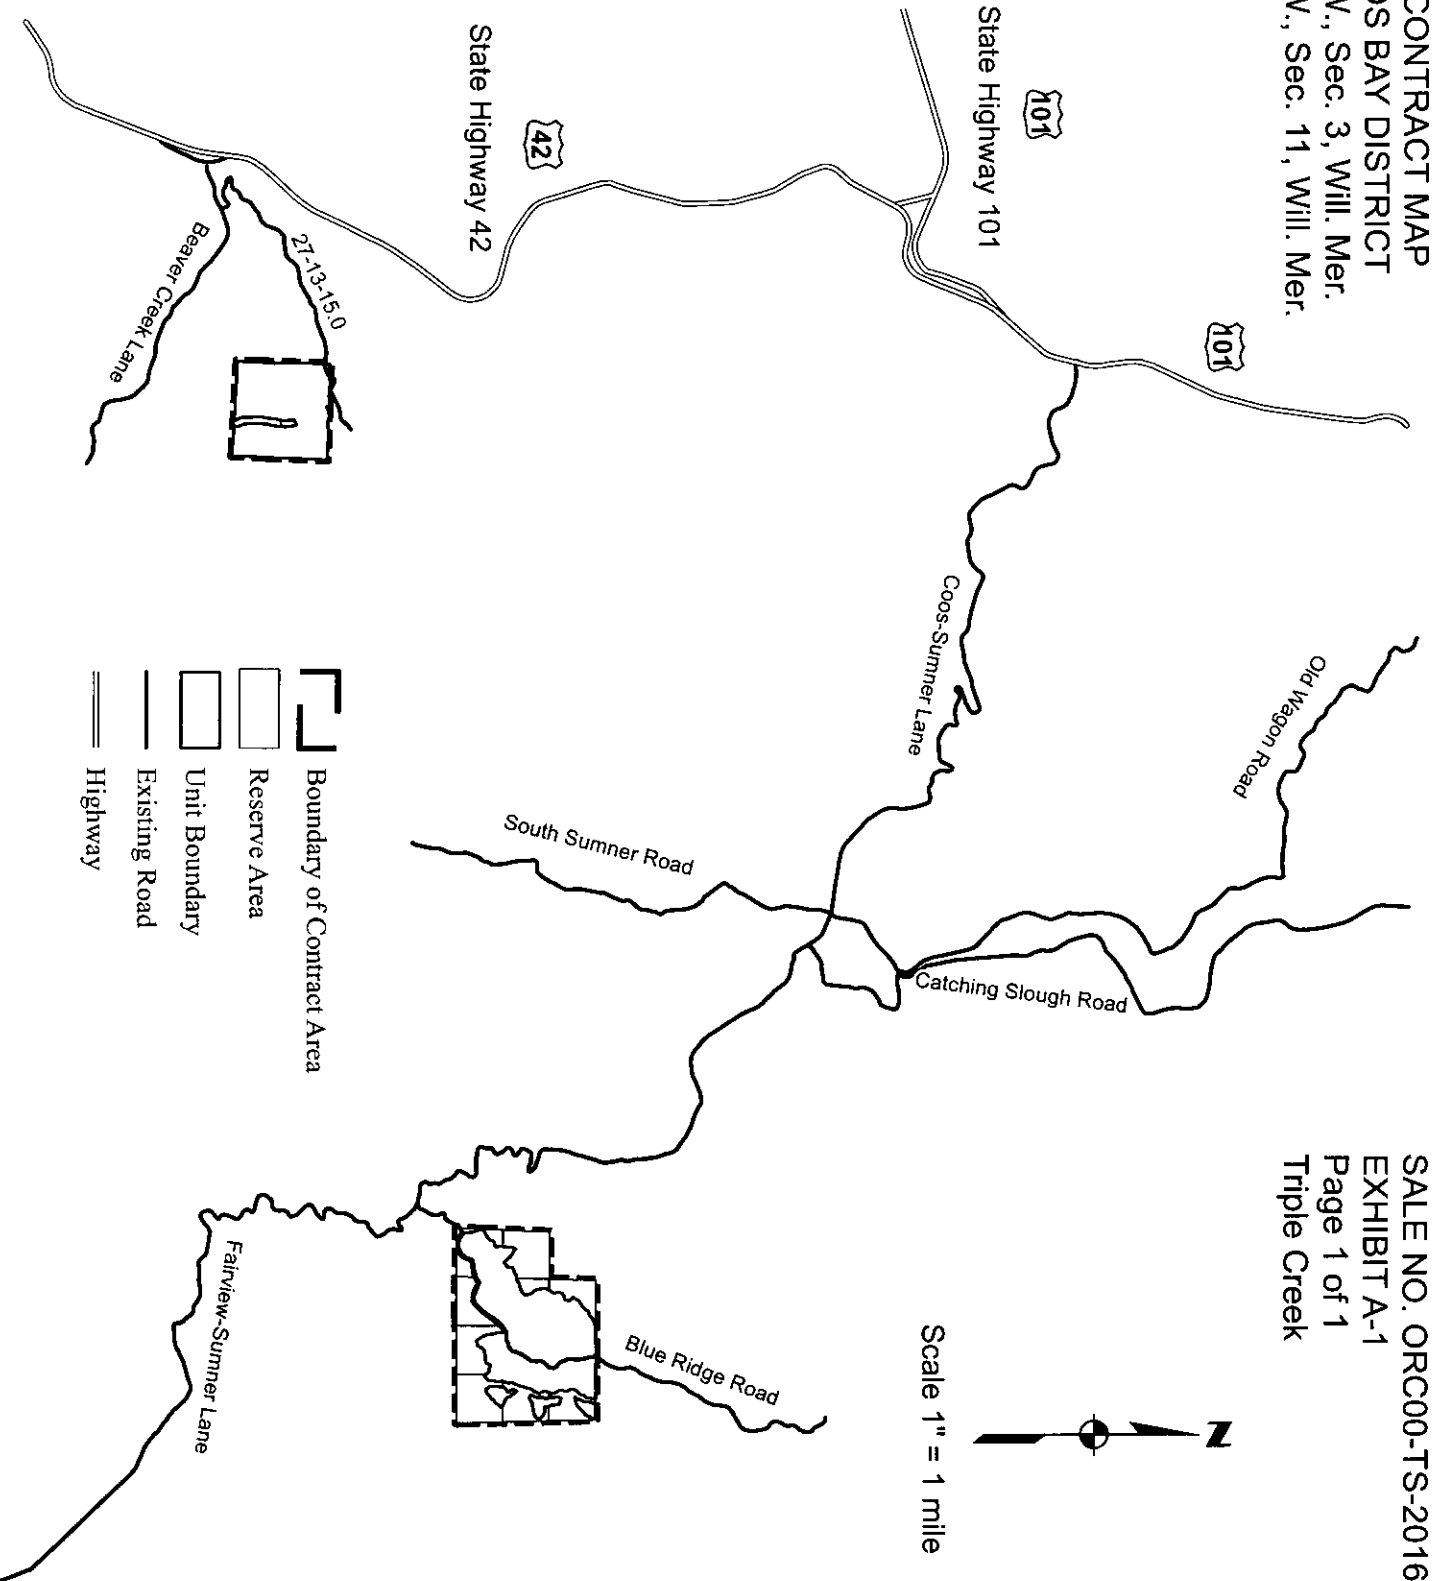 CONTRACT MAP
OS BAY DISTRICT
W., Sec. 3, Will. Mer.
W., Sec. 11, Will. Mer.
SALE NO. ORC00-TS-2016
EXHIBIT A-1
Page 1 of 1
Triple Creek
N
Scale 1" = 1 mile
101
101
State Highway 101
42
State Highway 42
Old Wagon Road
Coos-Sumner Lane
Catching Slough Road
South Sumner Road
Blue Ridge Road
27-13-15.0
Beaver Creek Lane
Fairview-Sumner Lane
Boundary of Contract Area
Reserve Area
Unit Boundary
Existing Road
Highway